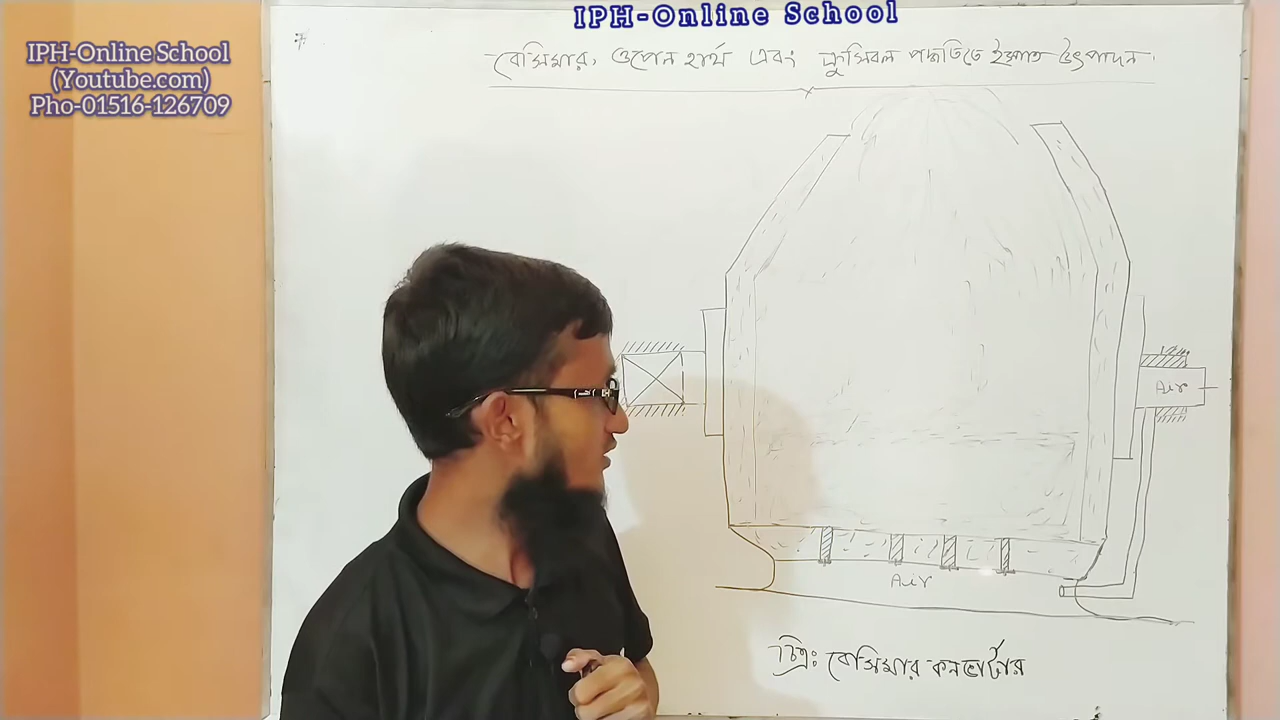 IPH-Online School
IPH-Online School
(Youtube.com)
Pho-01516-126709
বেসিমার, ওপেন হার্থ এবং ক্রুসিবল পদ্ধতিতে ইস্পাত উৎপাদন।
Air
Air
চিত্র: বেসিমার কনভার্টার